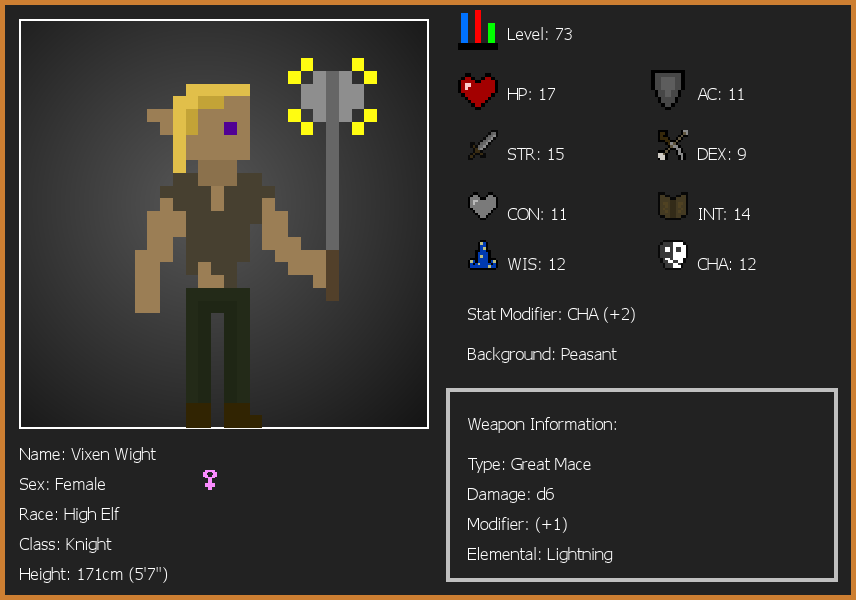 Level: 73
HP: 17
AC: 11
STR: 15
DEX: 9
CON: 11
INT: 14
WIS: 12
CHA: 12
Stat Modifier: CHA (+2)
Background: Peasant
Weapon Information:
Type: Great Mace
Damage: d6
Modifier: (+1)
Elemental: Lightning
Name: Vixen Wight
Sex: Female
Race: High Elf
Class: Knight
Height: 171cm (5'7")